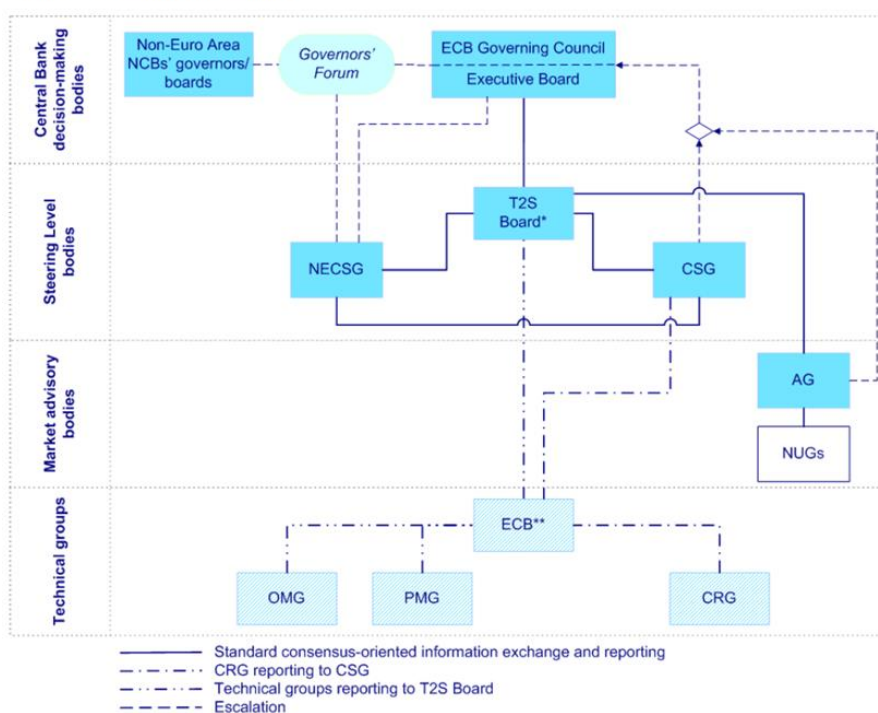 Central Bank
decision-making
bodies
Non-Euro Area
NCBs' governors/
boards
Governors'
Forum
ECB Governing Council
Executive Board
Steering Level
bodies
T2S
Board*
NECSG
CSG
Market advisory
bodies
AG
NUGs
Technical groups
ECB**
OMG
PMG
CRG
Standard consensus-oriented information exchange and reporting
CRG reporting to CSG
Technical groups reporting to T2S Board
Escalation